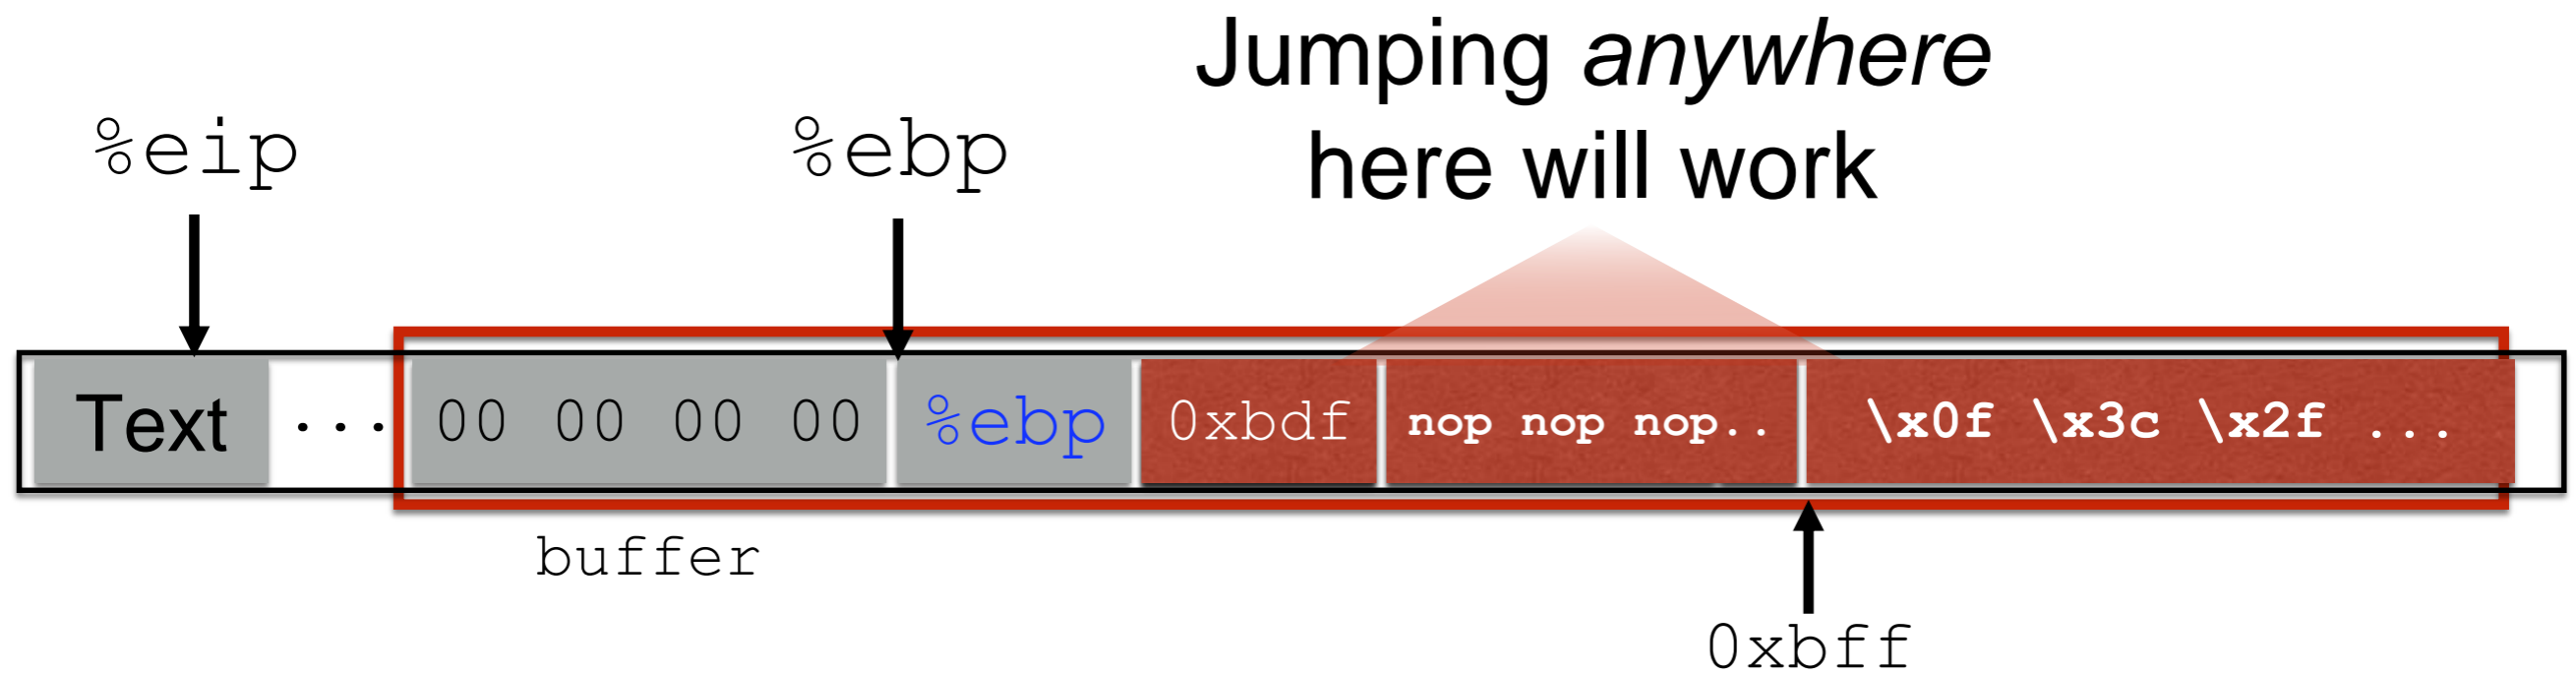 Jumping anywhere
here will work
%eip
%ebp
Text ... 00 00 00 00 %ebp 0xbdf nop nop nop.. \x0f \x3c \x2f ...
buffer
0xbff